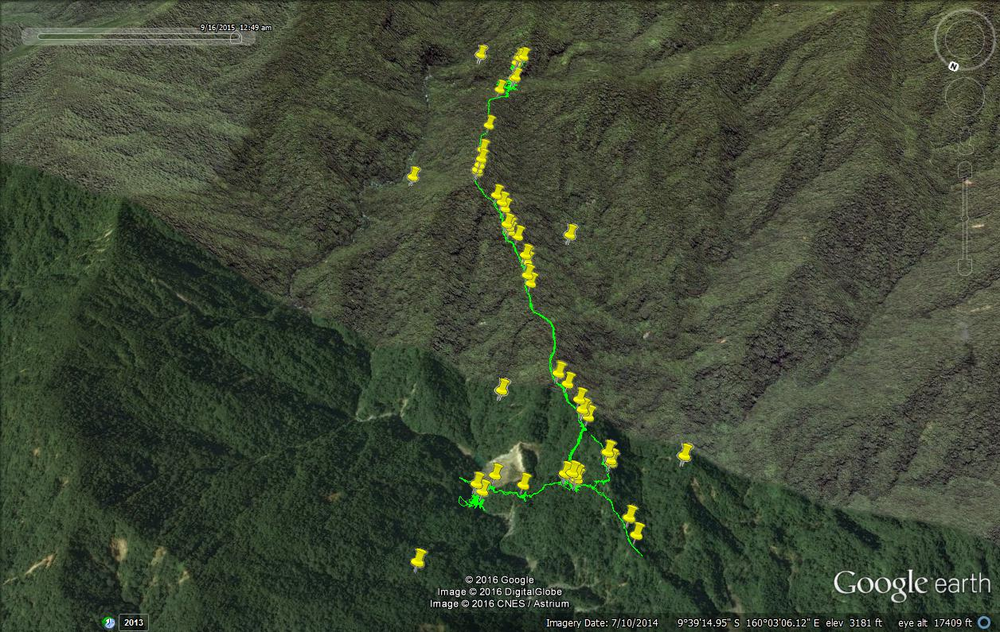 9/16/2015 12:49 am
N
© 2016 Google
Image © 2016 DigitalGlobe
Image © 2016 CNES / Astrium
Google earth
2013
Imagery Date: 7/10/2014 9°39'14.95" S 160°03'06.12" E elev 3181 ft eye alt 17409 ft